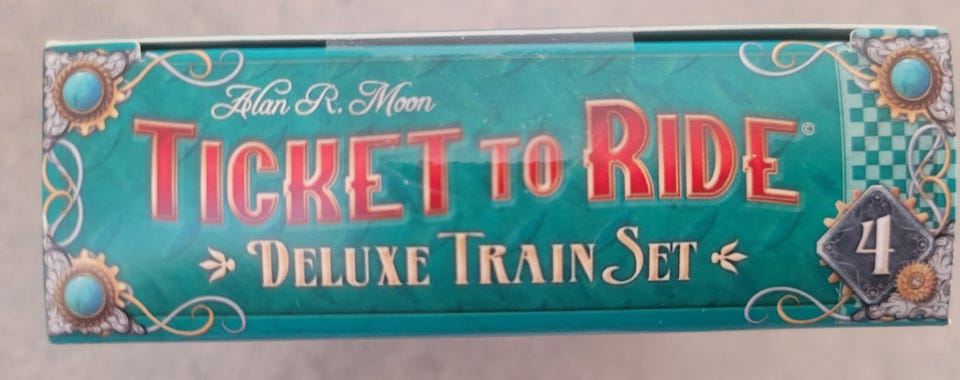 Alan R. Moon
TICKET TO RIDE©
DELUXE TRAIN SET
4